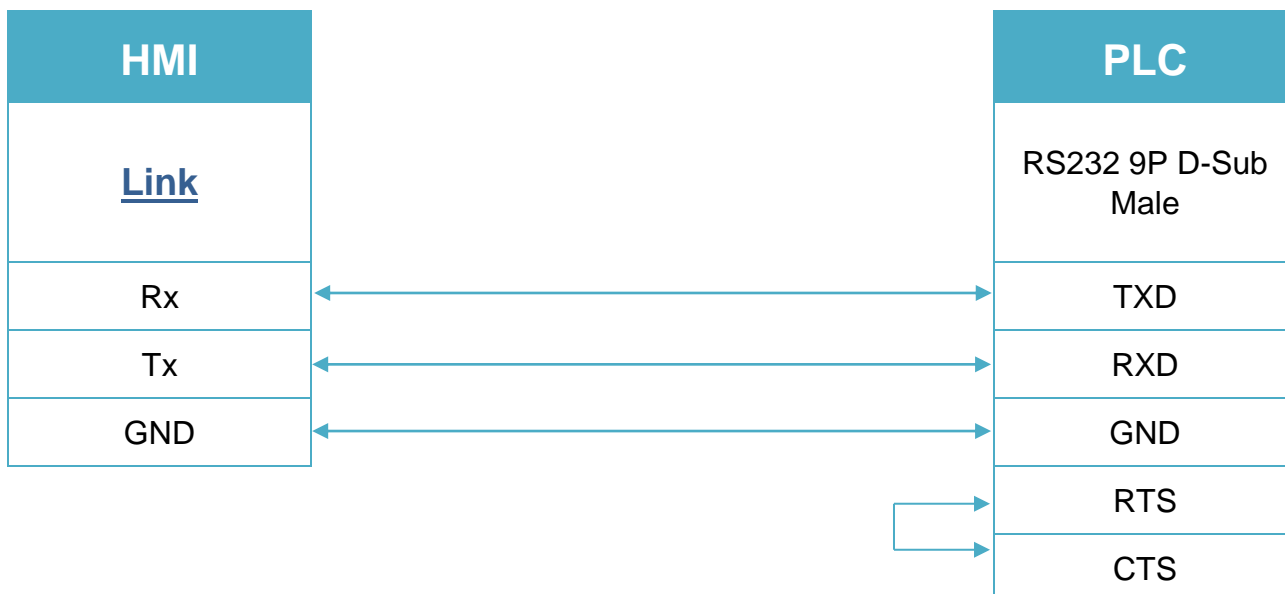 HMI
PLC
Link
RS232 9P D-Sub
Male
Rx
TXD
Tx
RXD
GND
GND
RTS
CTS